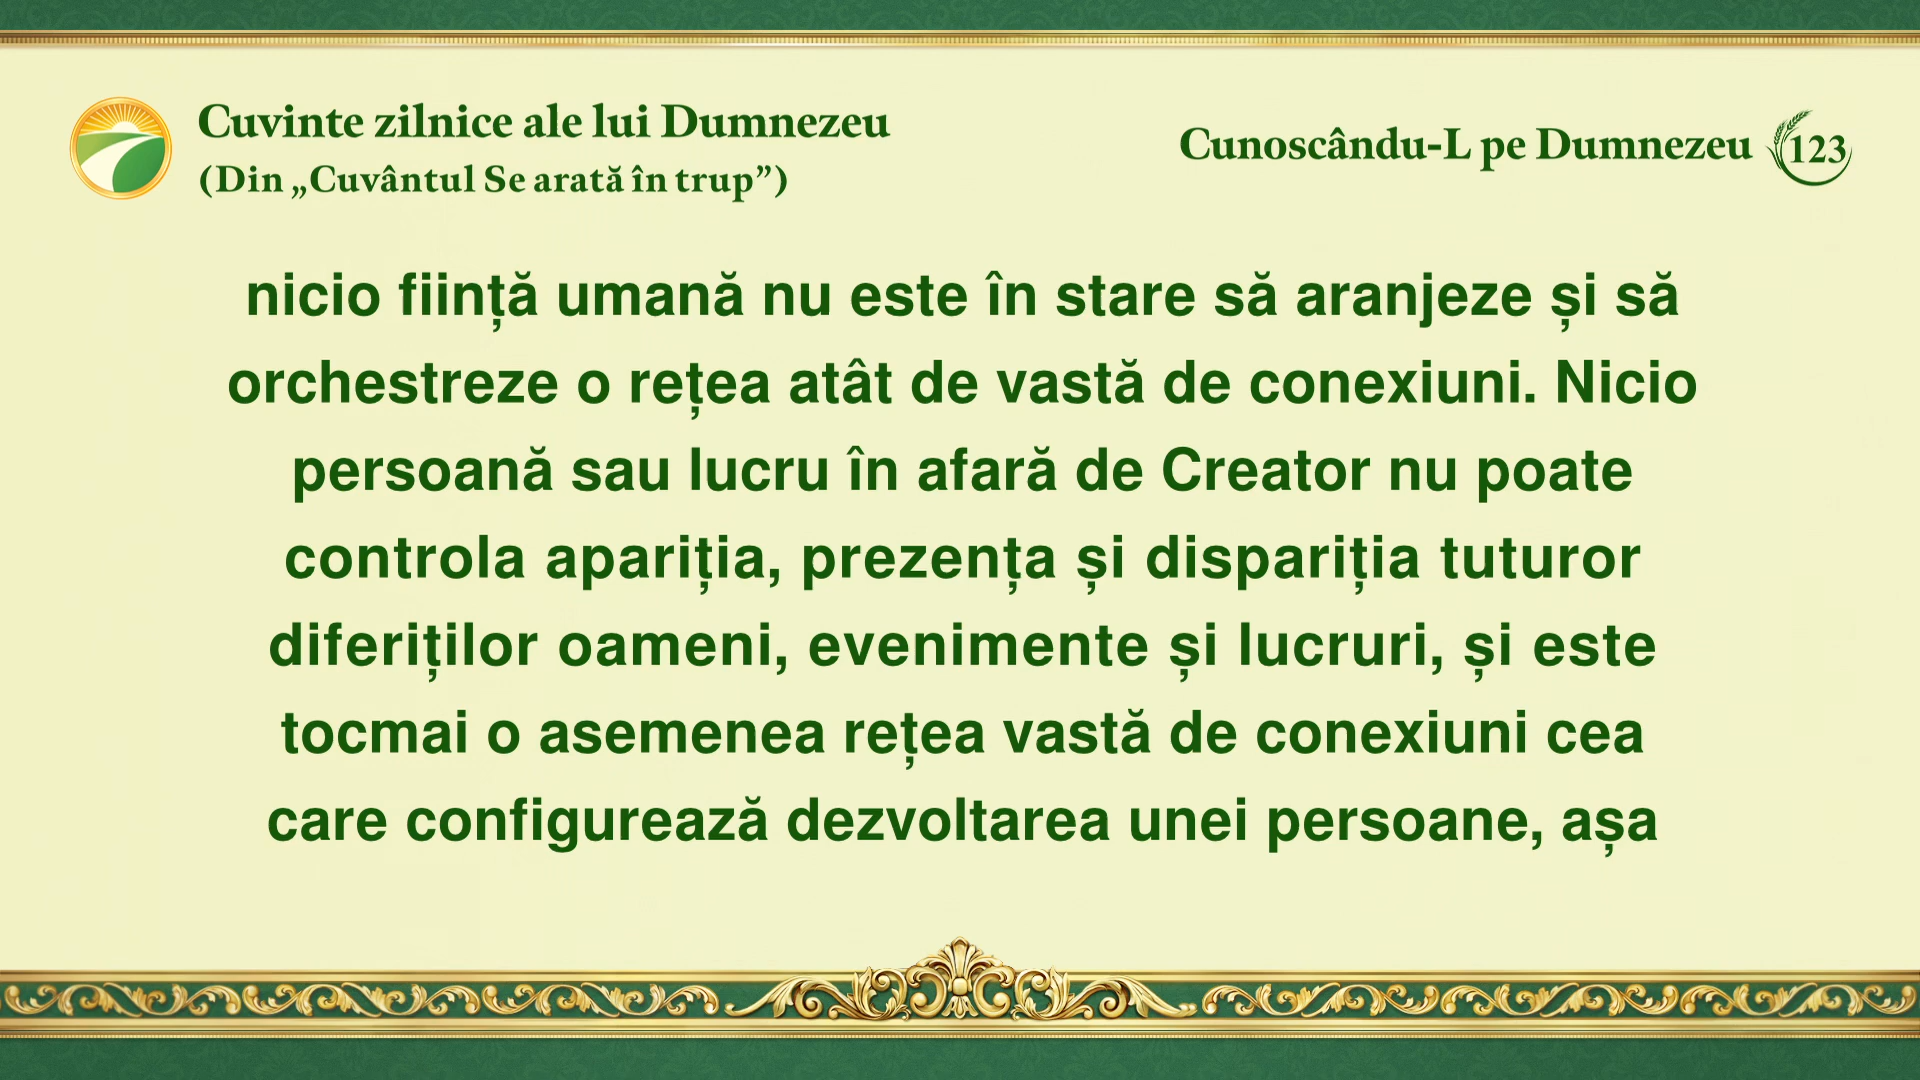 Cuvinte zilnice ale lui Dumnezeu
(Din „Cuvântul Se arată în trup”)
Cunoscându-L pe Dumnezeu 123
nicio ființă umană nu este în stare să aranjeze și să
orchestreze o rețea atât de vastă de conexiuni. Nicio
persoană sau lucru în afară de Creator nu poate
controla apariția, prezența și dispariția tuturor
diferiților oameni, evenimente și lucruri, și este
tocmai o asemenea rețea vastă de conexiuni cea
care configurează dezvoltarea unei persoane, așa